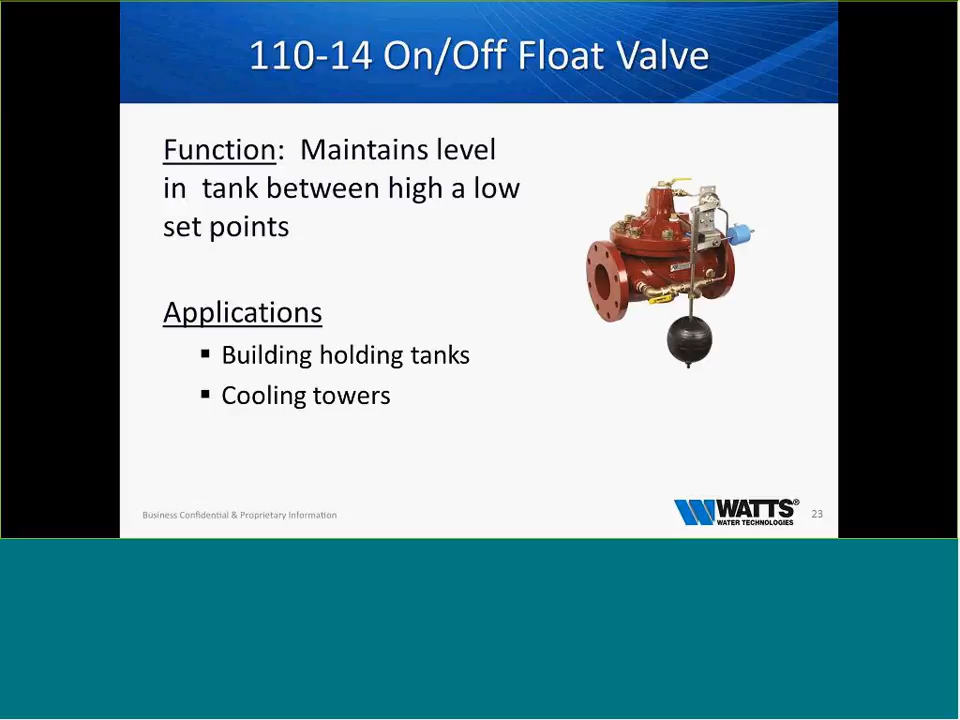 110-14 On/Off Float Valve
Function: Maintains level
in tank between high a low
set points
Applications
▪ Building holding tanks
▪ Cooling towers
Business Confidential & Proprietary Information
WATTS®
WATER TECHNOLOGIES
23